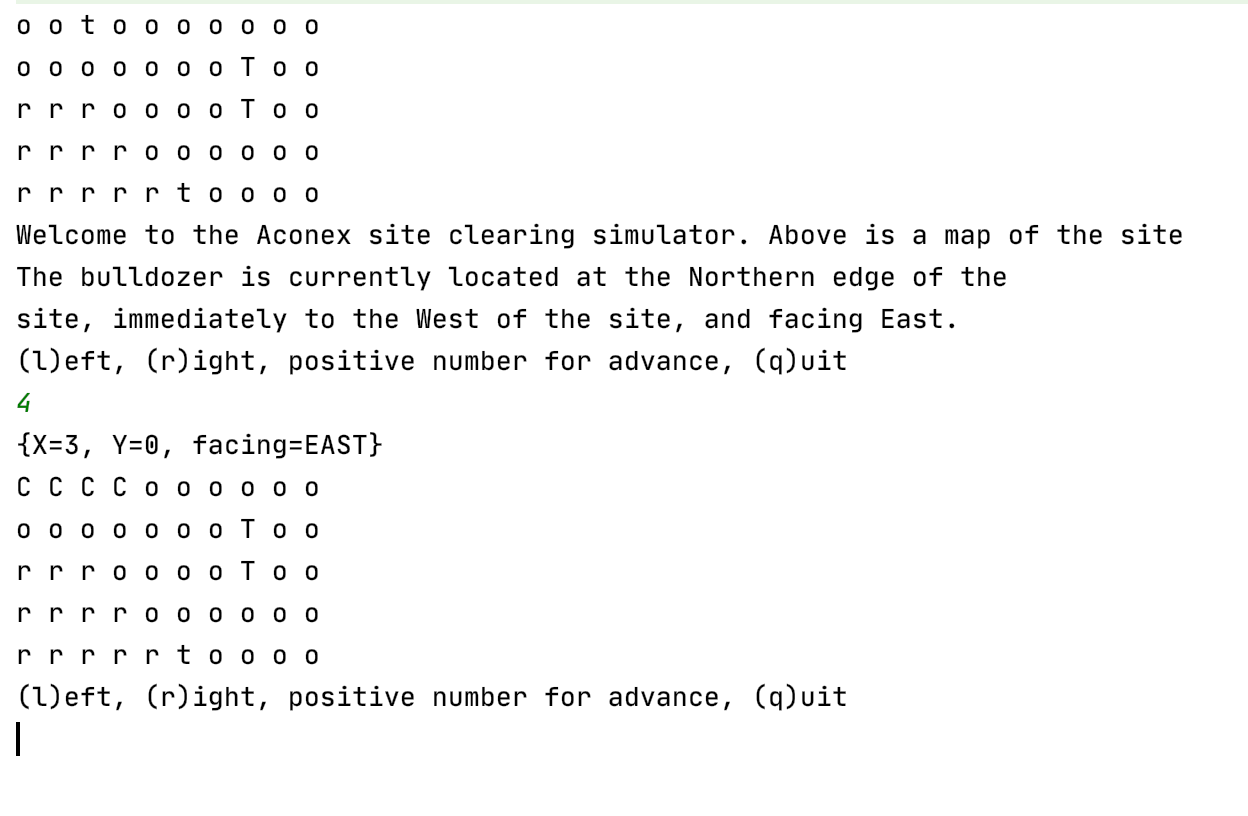 o o t o o o o o o o
o o o o o o o T o o
r r r o o o o T o o
r r r r o o o o o o
r r r r r t o o o o
Welcome to the Aconex site clearing simulator. Above is a map of the site
The bulldozer is currently located at the Northern edge of the
site, immediately to the West of the site, and facing East.
(l)eft, (r)ight, positive number for advance, (q)uit
4
{X=3, Y=0, facing=EAST}
C C C C o o o o o o
o o o o o o o T o o
r r r o o o o T o o
r r r r o o o o o o
r r r r r t o o o o
(l)eft, (r)ight, positive number for advance, (q)uit